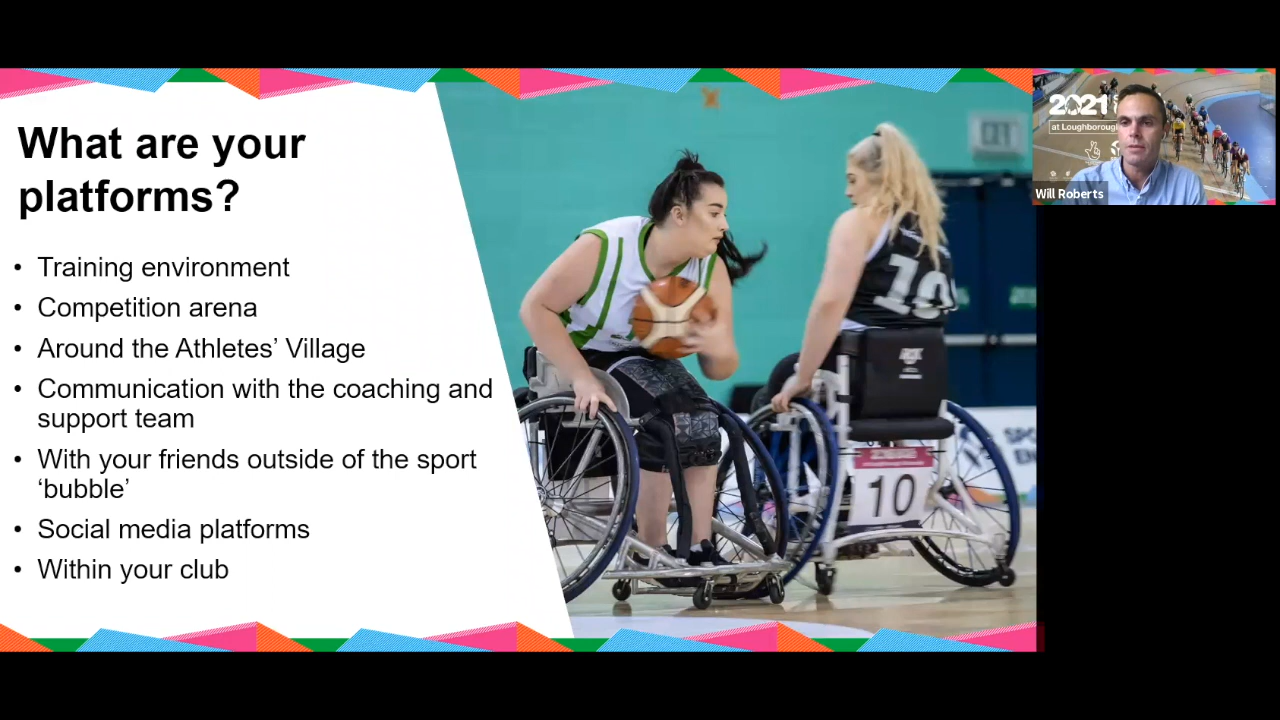 What are your
platforms?
• Training environment
• Competition arena
• Around the Athletes’ Village
• Communication with the coaching and
support team
• With your friends outside of the sport
‘bubble’
• Social media platforms
• Within your club
10
10
2021
at Loughborough
Will Roberts